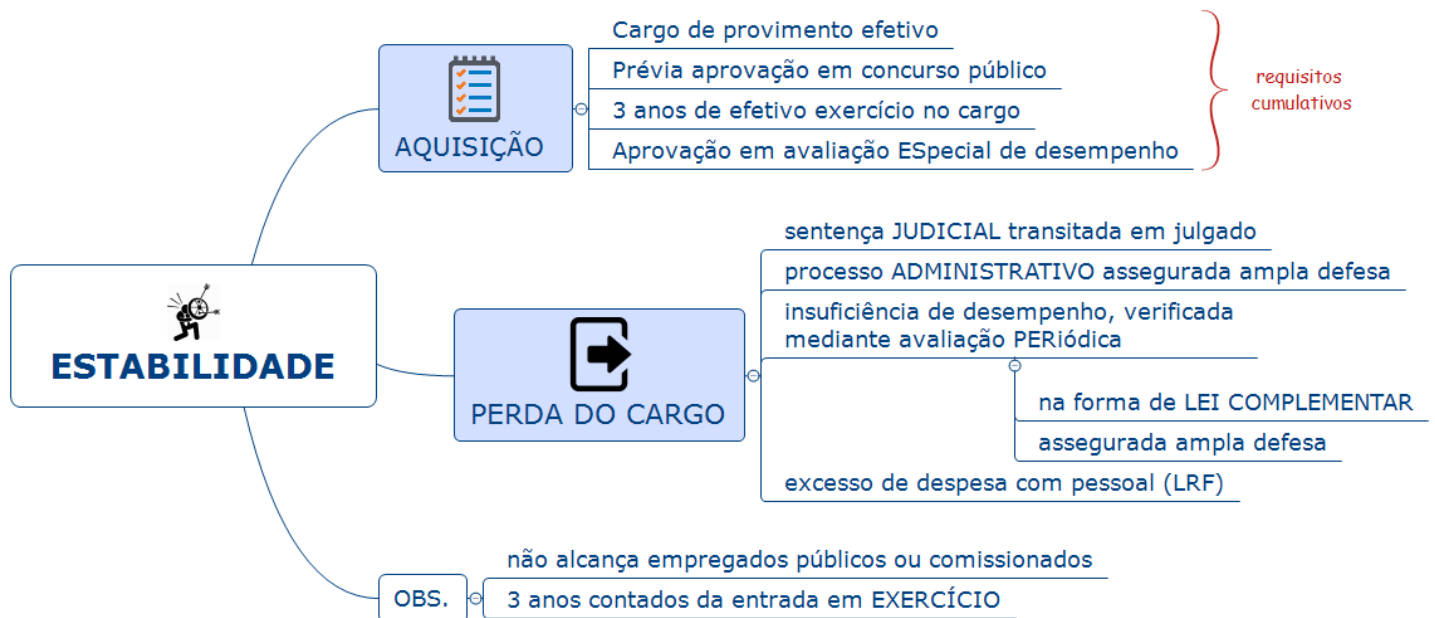 ESTABILIDADE
AQUISIÇÃO
Cargo de provimento efetivo
Prévia aprovação em concurso público
3 anos de efetivo exercício no cargo
Aprovação em avaliação ESpecial de desempenho
requisitos
cumulativos
PERDA DO CARGO
sentença JUDICIAL transitada em julgado
processo ADMINISTRATIVO assegurada ampla defesa
insuficiência de desempenho, verificada
mediante avaliação PERiódica
na forma de LEI COMPLEMENTAR
assegurada ampla defesa
excesso de despesa com pessoal (LRF)
OBS.
não alcança empregados públicos ou comissionados
3 anos contados da entrada em EXERCÍCIO